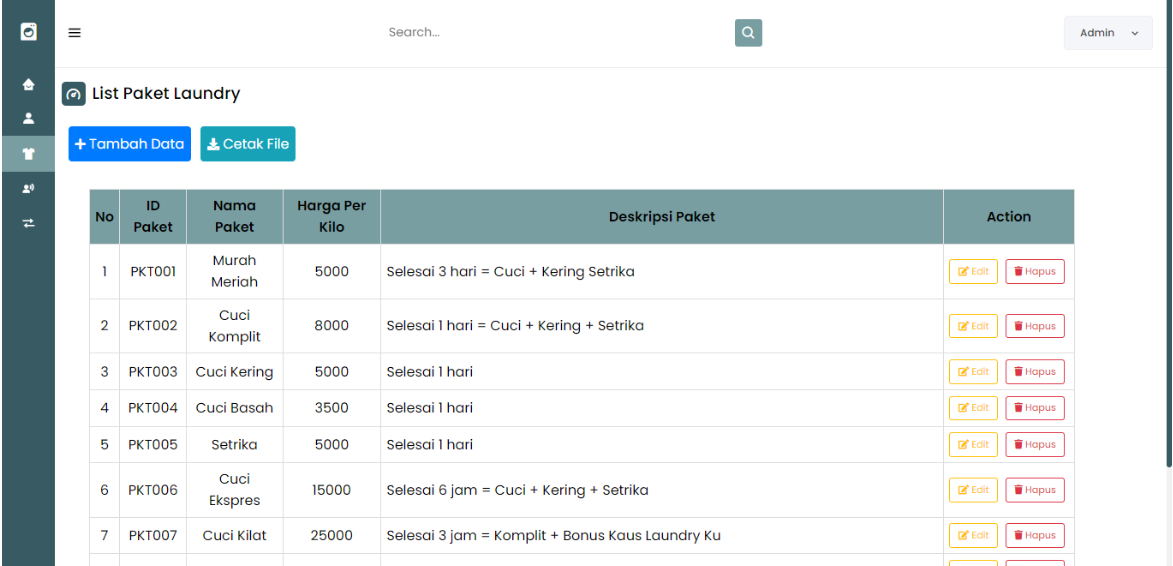 Search...
Admin
List Paket Laundry
+ Tambah Data
Cetak File
No
ID Paket
Nama Paket
Harga Per Kilo
Deskripsi Paket
Action
1 PKT001 Murah Meriah 5000 Selesai 3 hari = Cuci + Kering Setrika Edit Hapus
2 PKT002 Cuci Komplit 8000 Selesai 1 hari = Cuci + Kering + Setrika Edit Hapus
3 PKT003 Cuci Kering 5000 Selesai 1 hari Edit Hapus
4 PKT004 Cuci Basah 3500 Selesai 1 hari Edit Hapus
5 PKT005 Setrika 5000 Selesai 1 hari Edit Hapus
6 PKT006 Cuci Ekspres 15000 Selesai 6 jam = Cuci + Kering + Setrika Edit Hapus
7 PKT007 Cuci Kilat 25000 Selesai 3 jam = Komplit + Bonus Kaus Laundry Ku Edit Hapus